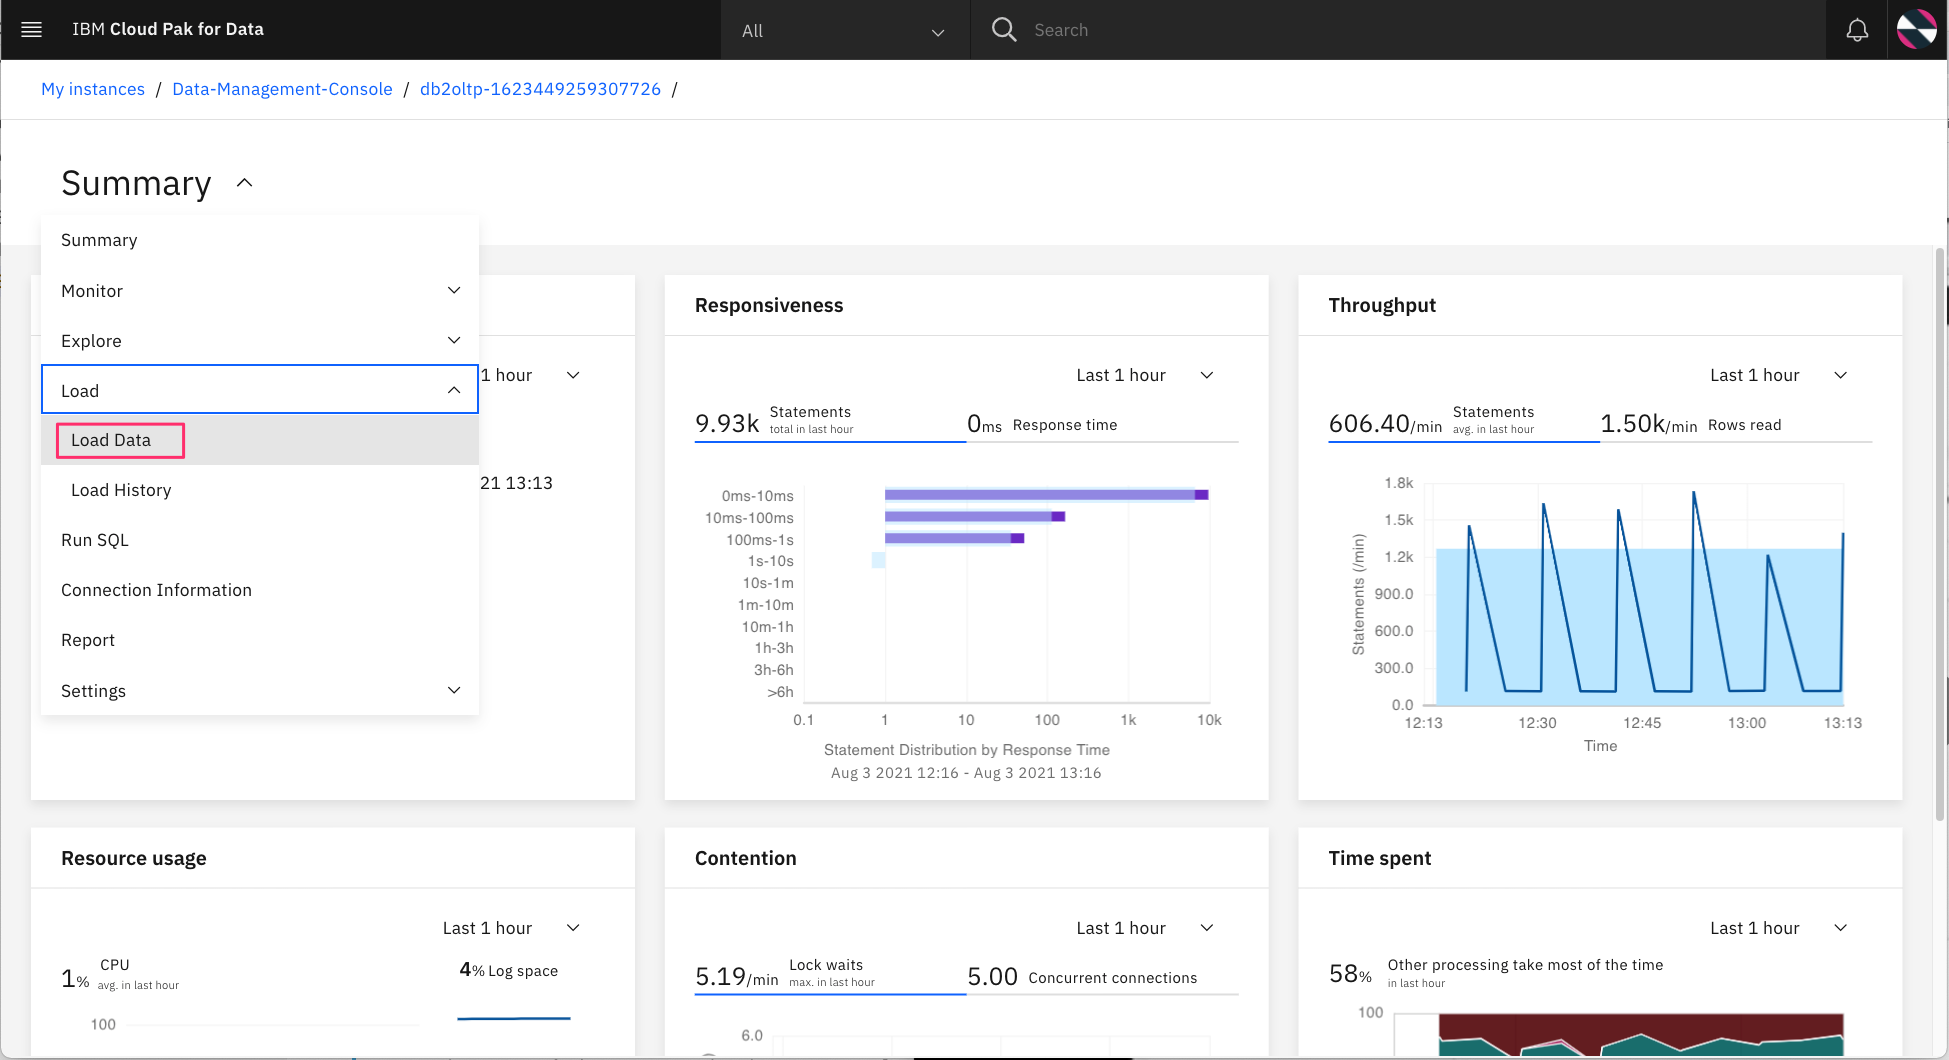 IBM Cloud Pak for Data
All
Search
My instances / Data-Management-Console / db2oltp-1623449259307726 /
Summary
Summary
Monitor
Explore
Load
Load Data
Load History
Run SQL
Connection Information
Report
Settings
1 hour
21 13:13
Responsiveness
Last 1 hour
9.93k Statements
total in last hour
0ms Response time
0ms-10ms
10ms-100ms
100ms-1s
1s-10s
10s-1m
1m-10m
10m-1h
1h-3h
3h-6h
>6h
0.1 1 10 100 1k 10k
Statement Distribution by Response Time
Aug 3 2021 12:16 - Aug 3 2021 13:16
Throughput
Last 1 hour
606.40/min Statements
avg. in last hour
1.50k/min Rows read
Statements (/min)
1.8k
1.5k
1.2k
900.0
600.0
300.0
0.0
12:13 12:30 12:45 13:00 13:13
Time
Resource usage
Last 1 hour
1% CPU
avg. in last hour
4% Log space
100
Contention
Last 1 hour
5.19/min Lock waits
max. in last hour
5.00 Concurrent connections
6.0
Time spent
Last 1 hour
58% Other processing take most of the time
in last hour
100